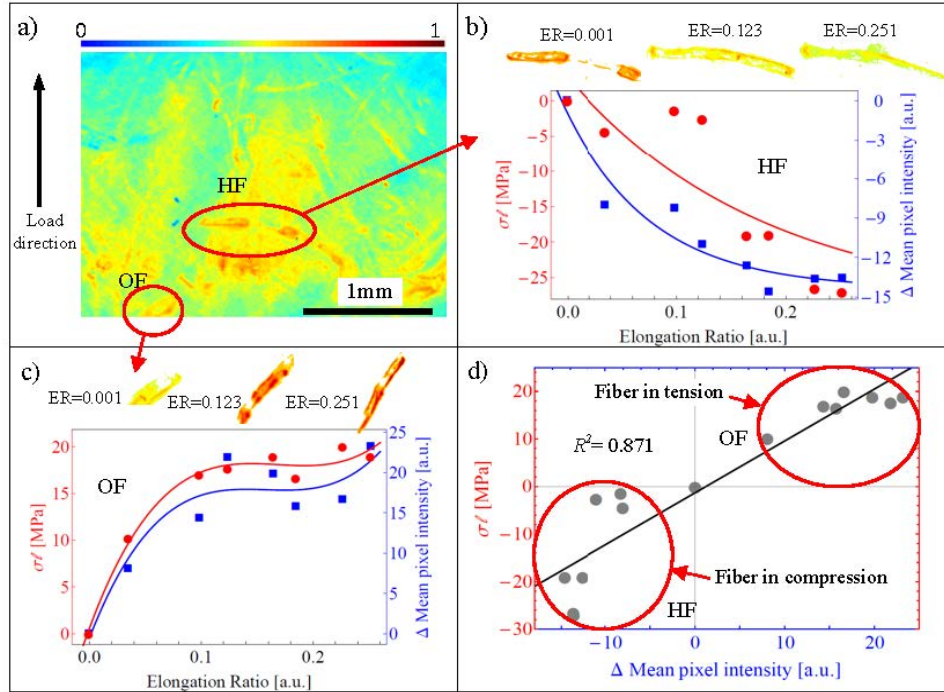 a)
0
1
Load
direction
HF
OF
1mm
b)
ER=0.001
ER=0.123
ER=0.251
HF
0
−5
−10
−15
−20
−25
σℓ [MPa]
0
−3
−6
−9
−12
−15
Δ Mean pixel intensity [a.u.]
0.0
0.1
0.2
Elongation Ratio [a.u.]
c)
ER=0.001
ER=0.123
ER=0.251
OF
20
15
10
5
0
σℓ [MPa]
25
20
15
10
5
0
Δ Mean pixel intensity [a.u.]
0.0
0.1
0.2
Elongation Ratio [a.u.]
d)
Fiber in tension
OF
R²= 0.871
Fiber in compression
HF
20
10
0
−10
−20
−30
σℓ [MPa]
−10
0
10
20
Δ Mean pixel intensity [a.u.]